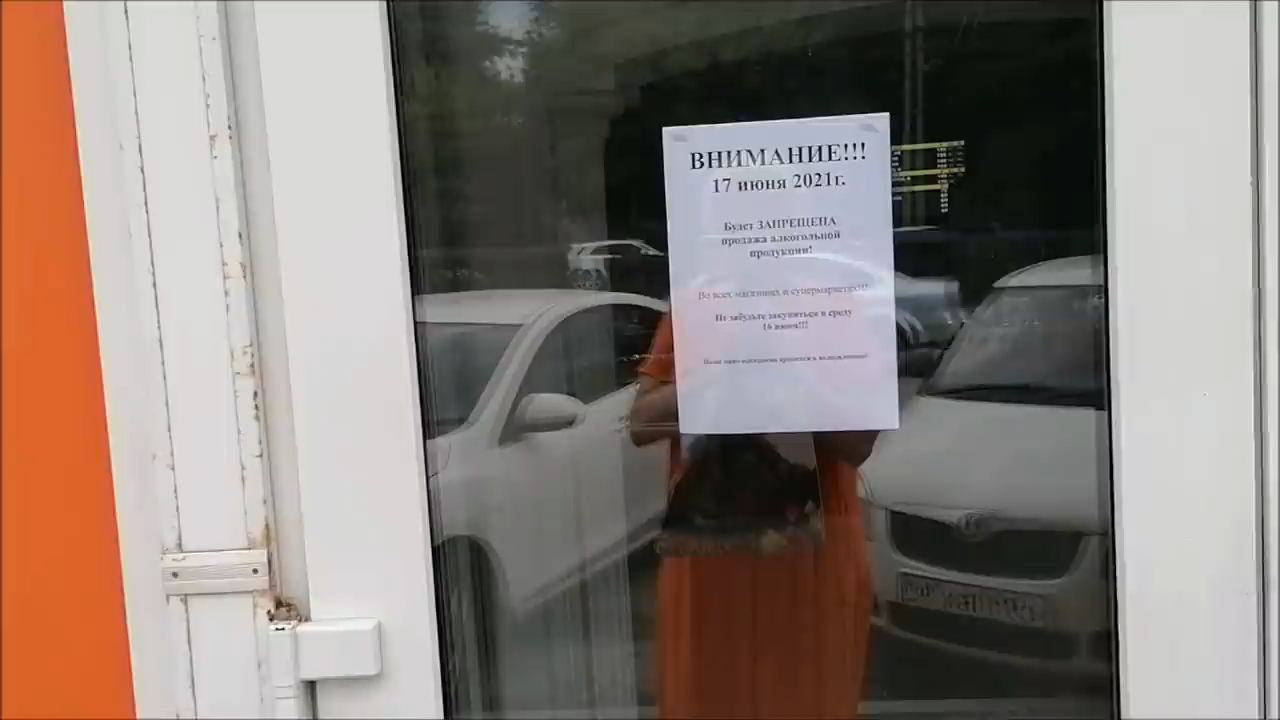 ВНИМАНИЕ!!!
17 июня 2021г.
Будет ЗАПРЕЩЕНА
продажа алкогольной
продукции!
Во всех магазинах и супермаркетах!!!
Не забудьте закупиться в среду
16 июня!!!